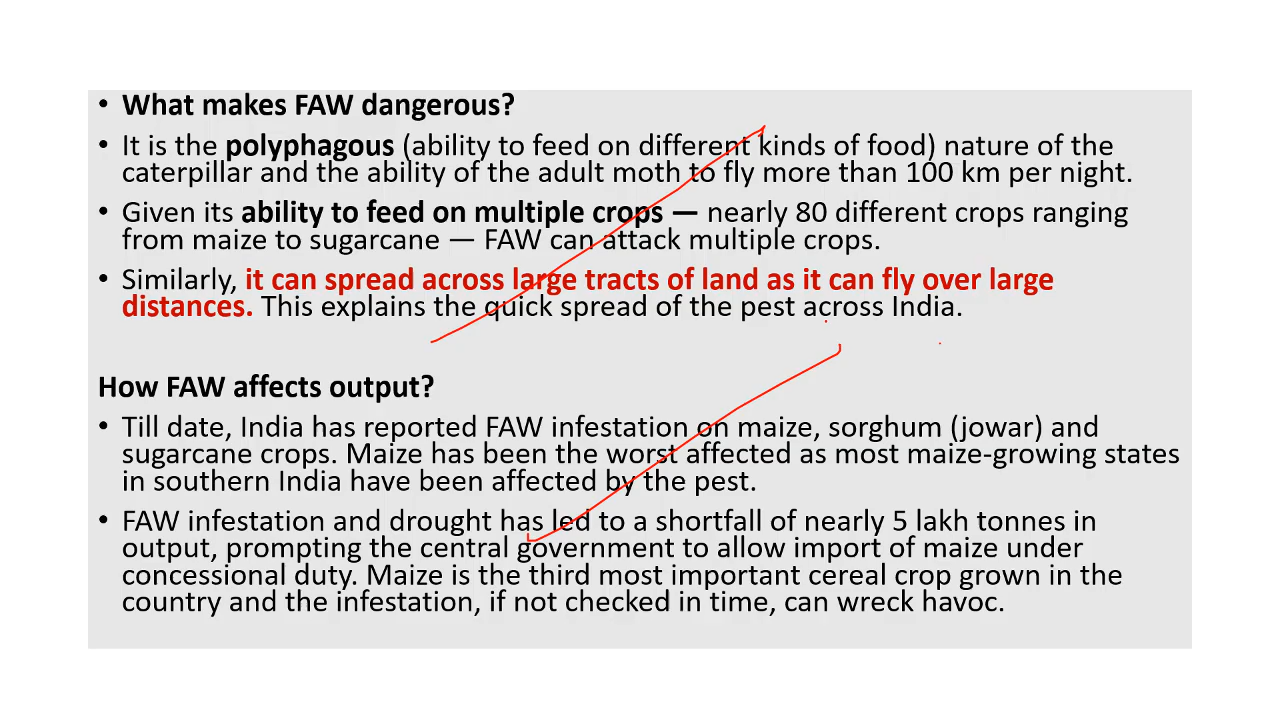 • What makes FAW dangerous?
• It is the polyphagous (ability to feed on different kinds of food) nature of the
caterpillar and the ability of the adult moth to fly more than 100 km per night.
• Given its ability to feed on multiple crops — nearly 80 different crops ranging
from maize to sugarcane — FAW can attack multiple crops.
• Similarly, it can spread across large tracts of land as it can fly over large
distances. This explains the quick spread of the pest across India.
How FAW affects output?
• Till date, India has reported FAW infestation on maize, sorghum (jowar) and
sugarcane crops. Maize has been the worst affected as most maize-growing states
in southern India have been affected by the pest.
• FAW infestation and drought has led to a shortfall of nearly 5 lakh tonnes in
output, prompting the central government to allow import of maize under
concessional duty. Maize is the third most important cereal crop grown in the
country and the infestation, if not checked in time, can wreck havoc.